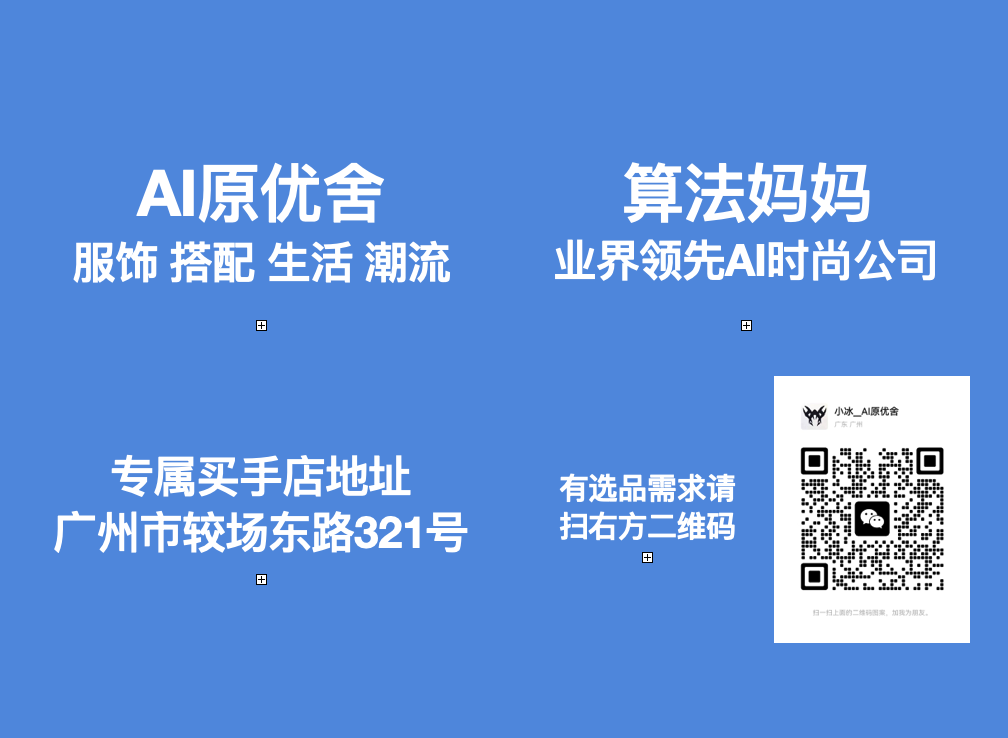 AI原优舍
服饰 搭配 生活 潮流
算法妈妈
业界领先AI时尚公司
专属买手店地址
广州市较场东路321号
有选品需求请
扫右方二维码
小冰__AI原优舍
广东 广州
扫一扫上面的二维码图案，加我为朋友。